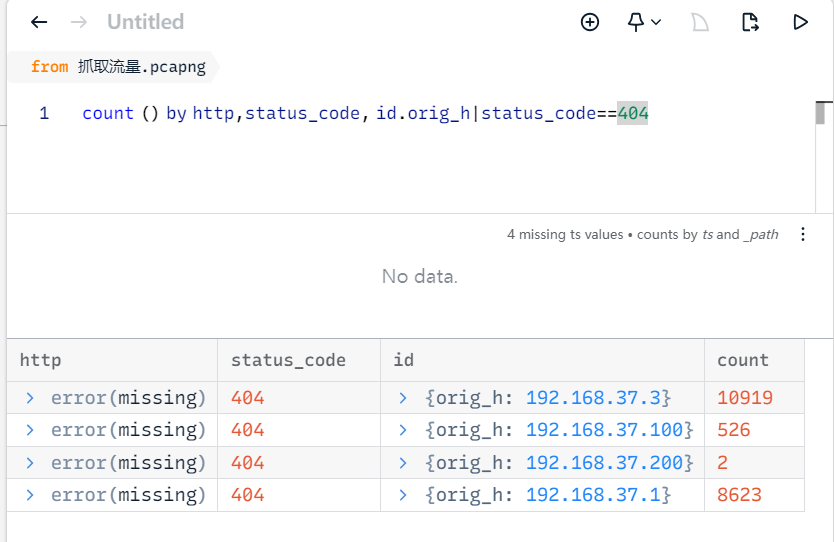 Untitled
from 抓取流量.pcapng
1 count () by http,status_code, id.orig_h|status_code==404
4 missing ts values • counts by ts and _path
No data.
http status_code id count
error(missing) 404 {orig_h: 192.168.37.3} 10919
error(missing) 404 {orig_h: 192.168.37.100} 526
error(missing) 404 {orig_h: 192.168.37.200} 2
error(missing) 404 {orig_h: 192.168.37.1} 8623